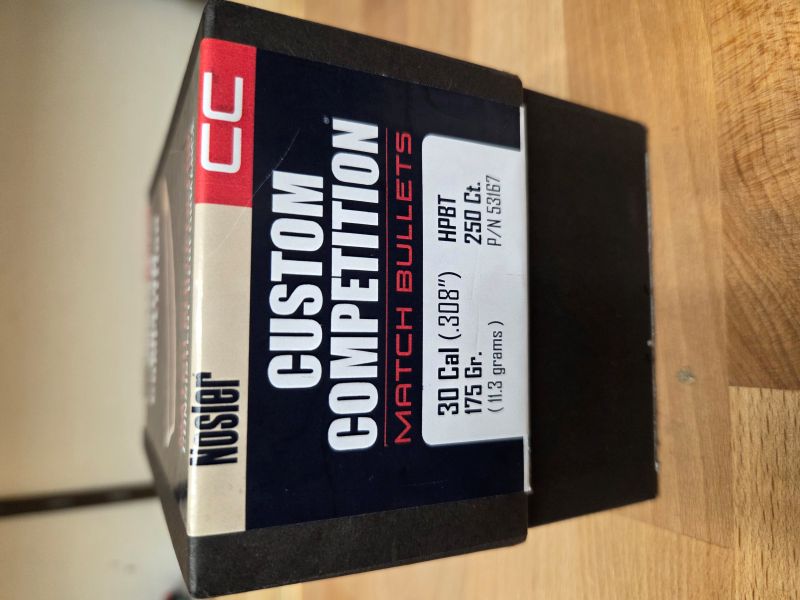 Nosler CC
CUSTOM
COMPETITION®
MATCH BULLETS
30 Cal (.308") HPBT
175 Gr. 250 Ct.
( 11.3 grams ) P/N 53167